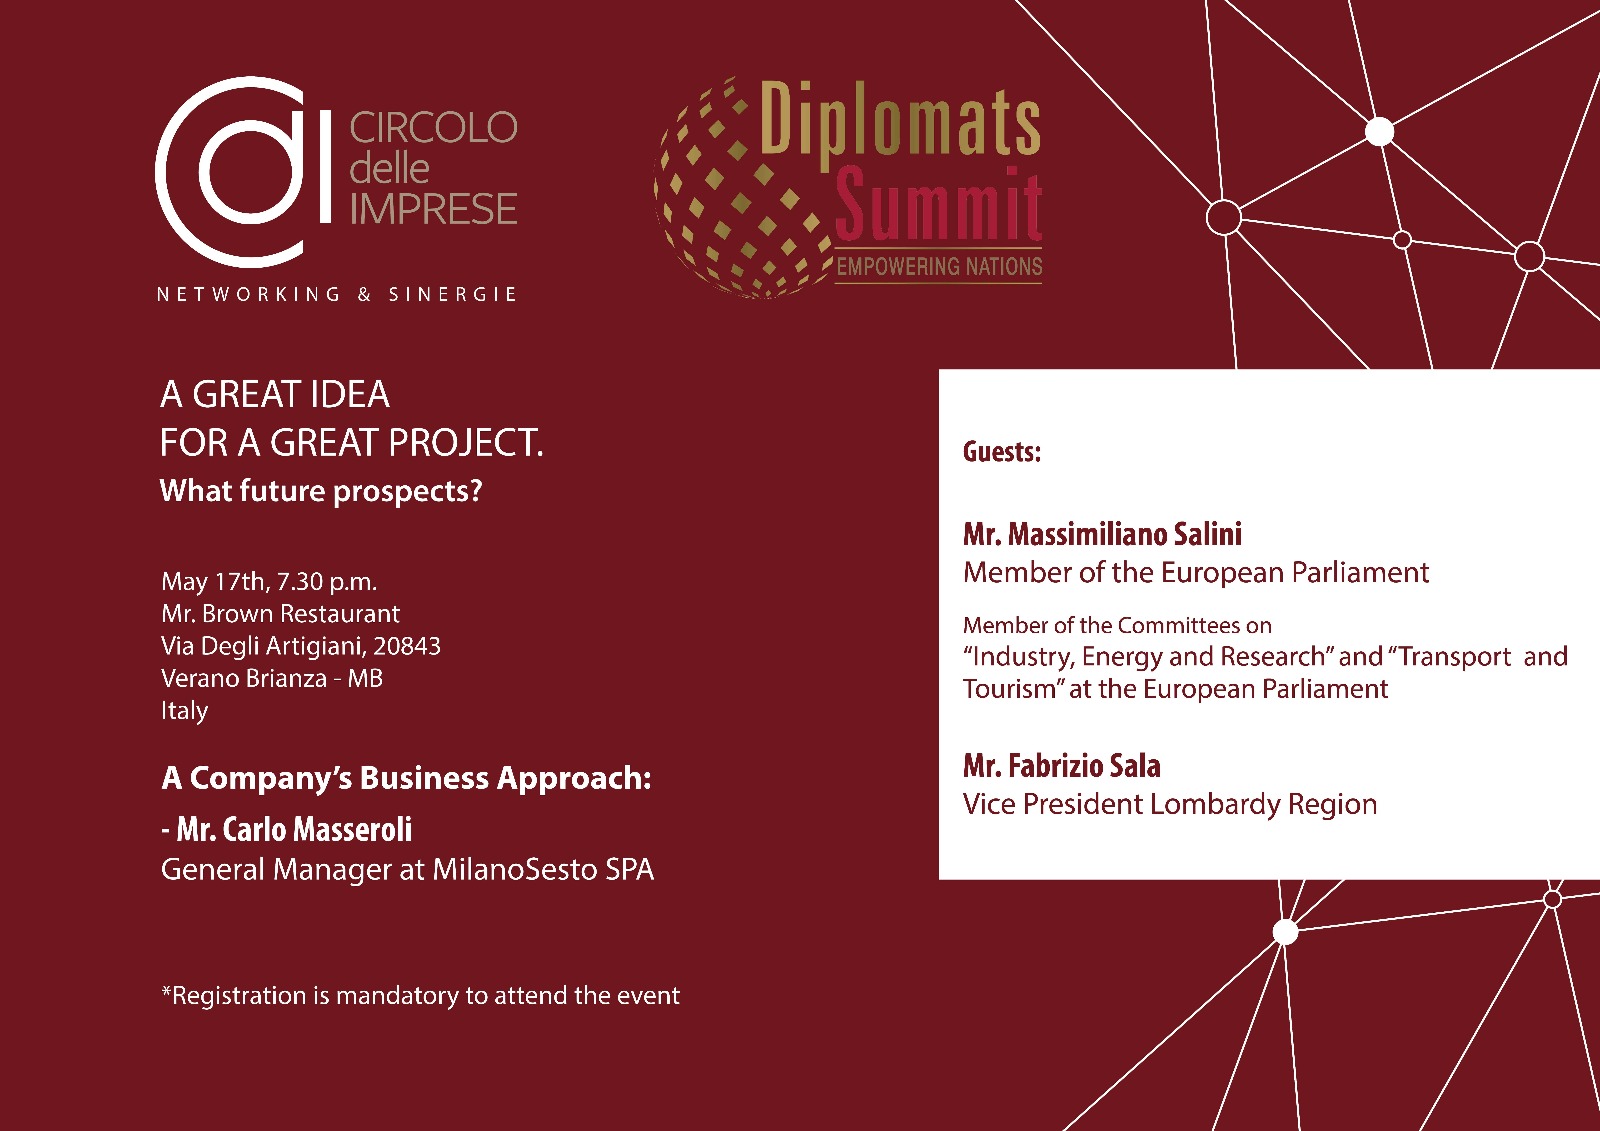 CIRCOLO
delle
IMPRESE
NETWORKING & SINERGIE
Diplomats
Summit
EMPOWERING NATIONS
A GREAT IDEA
FOR A GREAT PROJECT.
What future prospects?
May 17th, 7.30 p.m.
Mr. Brown Restaurant
Via Degli Artigiani, 20843
Verano Brianza - MB
Italy
A Company’s Business Approach:
- Mr. Carlo Masseroli
General Manager at MilanoSesto SPA
*Registration is mandatory to attend the event
Guests:
Mr. Massimiliano Salini
Member of the European Parliament
Member of the Committees on
“Industry, Energy and Research” and “Transport and
Tourism” at the European Parliament
Mr. Fabrizio Sala
Vice President Lombardy Region